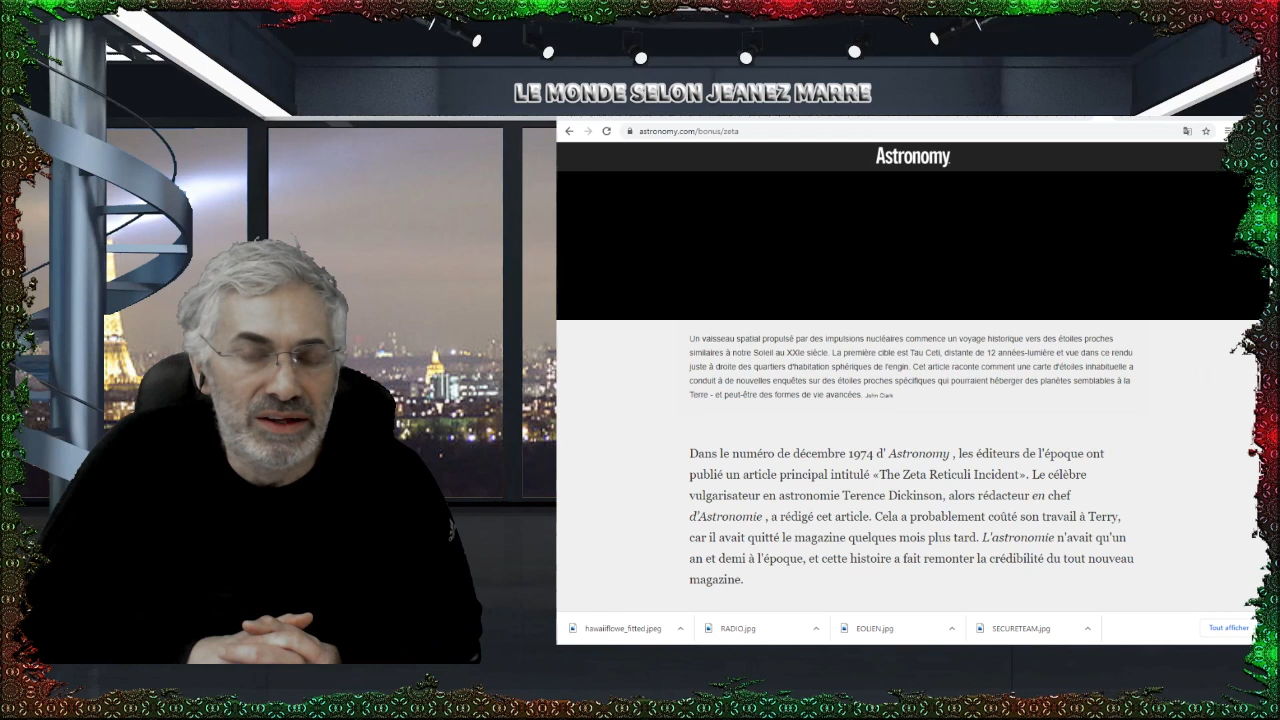 LE MONDE SELON JEANEZ MARRE
astronomy.com/bonus/zeta
Astronomy
Un vaisseau spatial propulsé par des impulsions nucléaires commence un voyage historique vers des étoiles proches
similaires à notre Soleil au XXIe siècle. La première cible est Tau Ceti, distante de 12 années-lumière et vue dans ce rendu
juste à droite des quartiers d'habitation sphériques de l'engin. Cet article raconte comment une carte d'étoiles inhabituelle a
conduit à de nouvelles enquêtes sur des étoiles proches spécifiques qui pourraient héberger des planètes semblables à la
Terre - et peut-être des formes de vie avancées. John Clark
Dans le numéro de décembre 1974 d' Astronomy , les éditeurs de l'époque ont
publié un article principal intitulé «The Zeta Reticuli Incident». Le célèbre
vulgarisateur en astronomie Terence Dickinson, alors rédacteur en chef
d'Astronomie , a rédigé cet article. Cela a probablement coûté son travail à Terry,
car il avait quitté le magazine quelques mois plus tard. L'astronomie n'avait qu'un
an et demi à l'époque, et cette histoire a fait remonter la crédibilité du tout nouveau
magazine.
hawaiiflowe_fitted.jpeg RADIO.jpg EOLIEN.jpg SECURETEAM.jpg Tout afficher